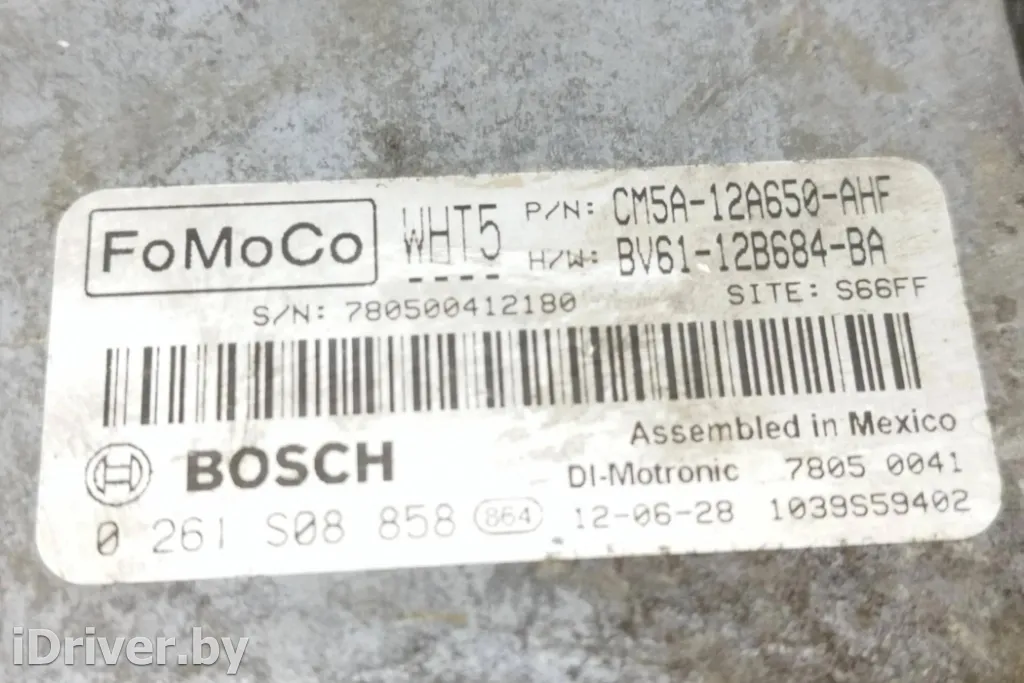 FoMoCo WHT5 P/N: CM5A-12A650-AHF
H/W: BV61-12B684-BA
S/N: 780500412180 SITE: S66FF
Assembled in Mexico
BOSCH DI-Motronic 7805 0041
0 261 S08 858 864 12-06-28 1039S59402
iDriver.by